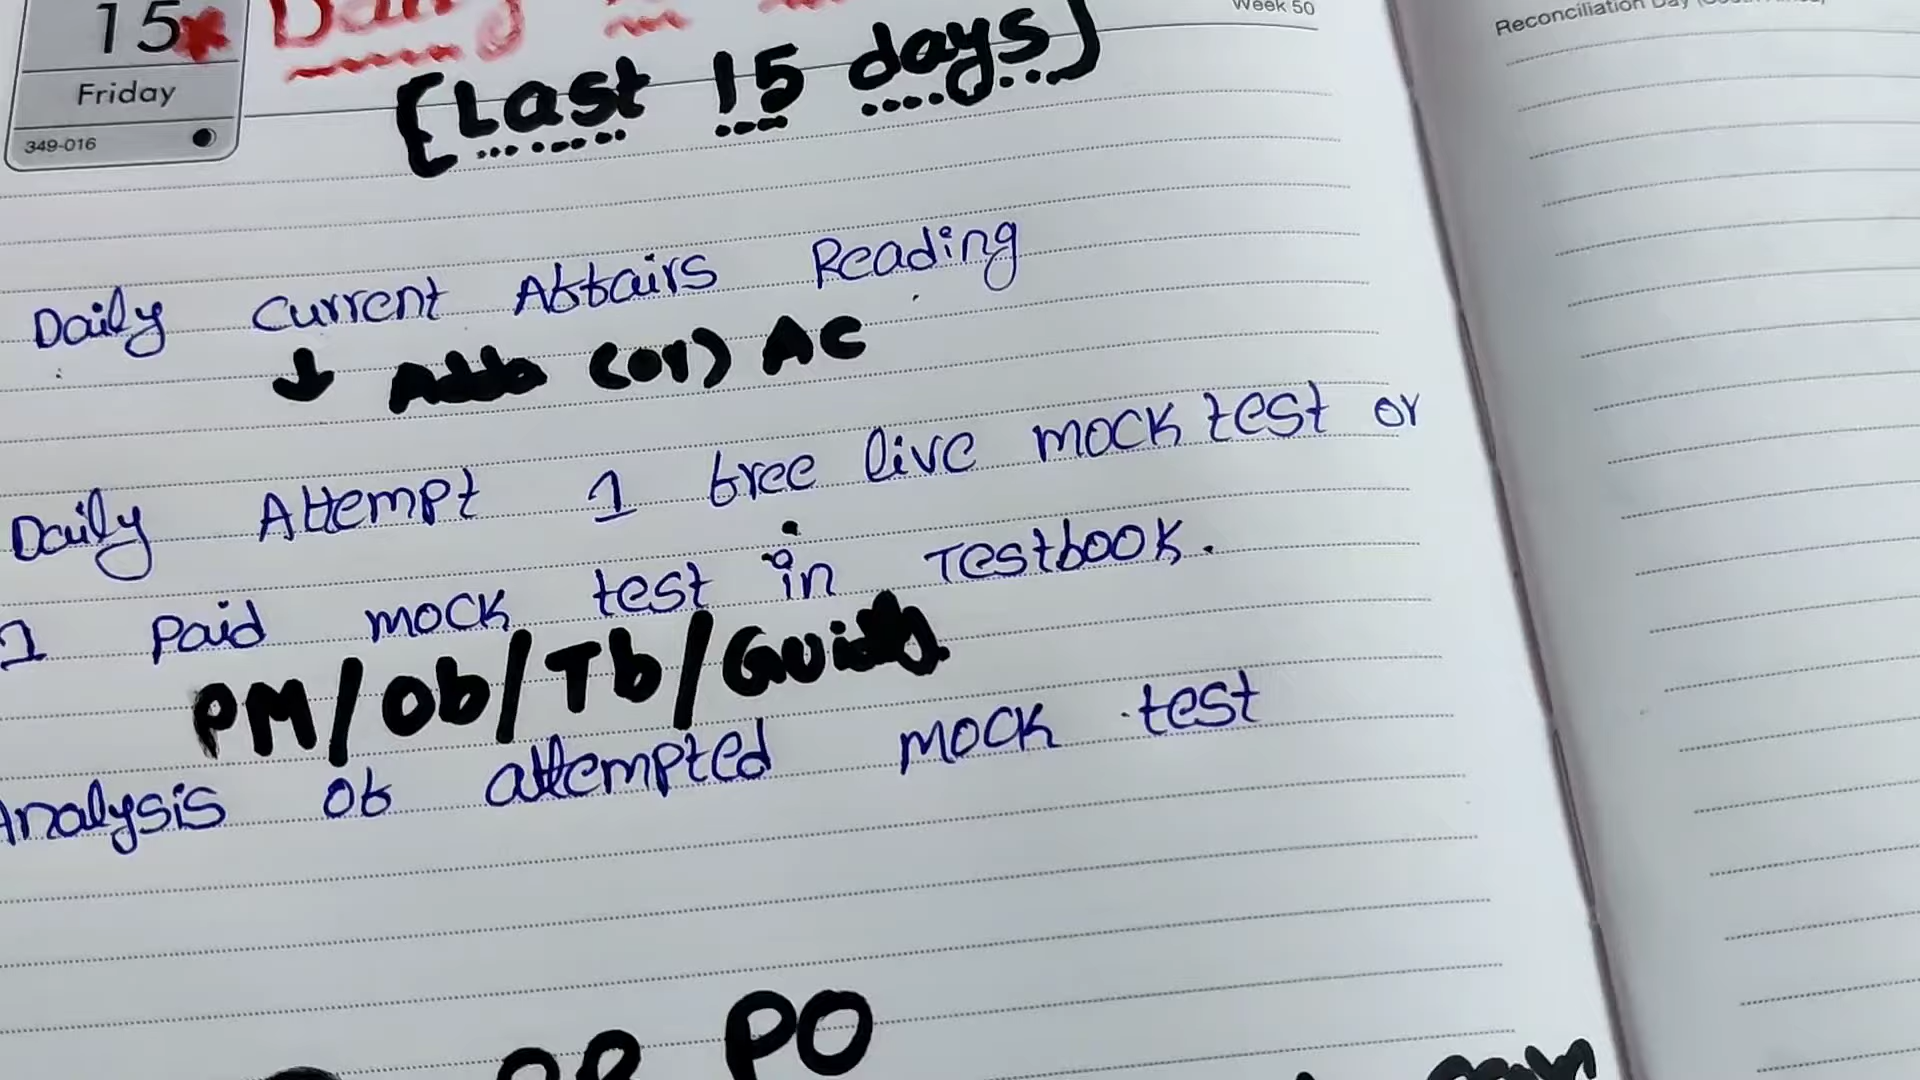 15
Week 50
Friday
349-016
[Last 15 days]
Daily Current Affairs Reading
↓ Adda (or) AC
Daily Attempt 1 free live mock test or
1 Paid mock test in Testbook.
PM/Ob/Tb/Guidely
Analysis of attempted mock test
PO
Reconciliation Day